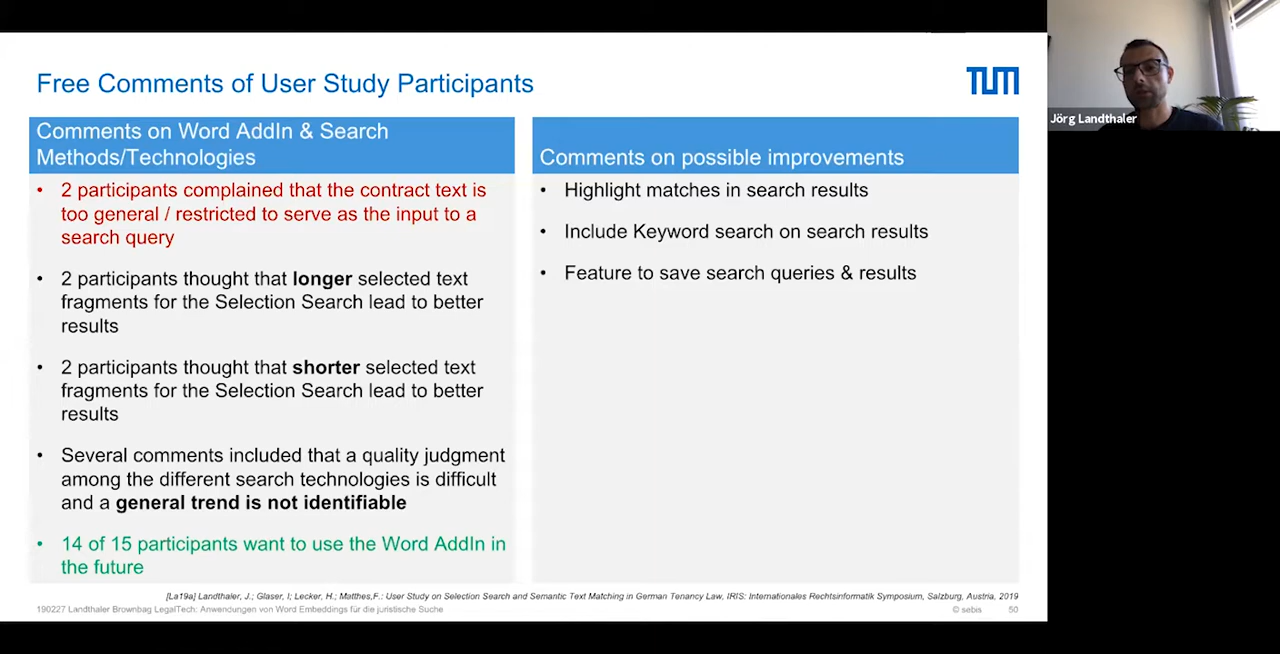 Free Comments of User Study Participants
TUM
Jörg Landthaler
Comments on Word AddIn & Search
Methods/Technologies
• 2 participants complained that the contract text is
too general / restricted to serve as the input to a
search query
• 2 participants thought that longer selected text
fragments for the Selection Search lead to better
results
• 2 participants thought that shorter selected text
fragments for the Selection Search lead to better
results
• Several comments included that a quality judgment
among the different search technologies is difficult
and a general trend is not identifiable
• 14 of 15 participants want to use the Word AddIn in
the future
Comments on possible improvements
• Highlight matches in search results
• Include Keyword search on search results
• Feature to save search queries & results
[La19a] Landthaler, J.; Glaser, I; Lecker, H.; Matthes,F.: User Study on Selection Search and Semantic Text Matching in German Tenancy Law, IRIS: Internationales Rechtsinformatik Symposium, Salzburg, Austria, 2019
190227 Landthaler Brownbag LegalTech: Anwendungen von Word Embeddings für die juristische Suche
© sebis
50